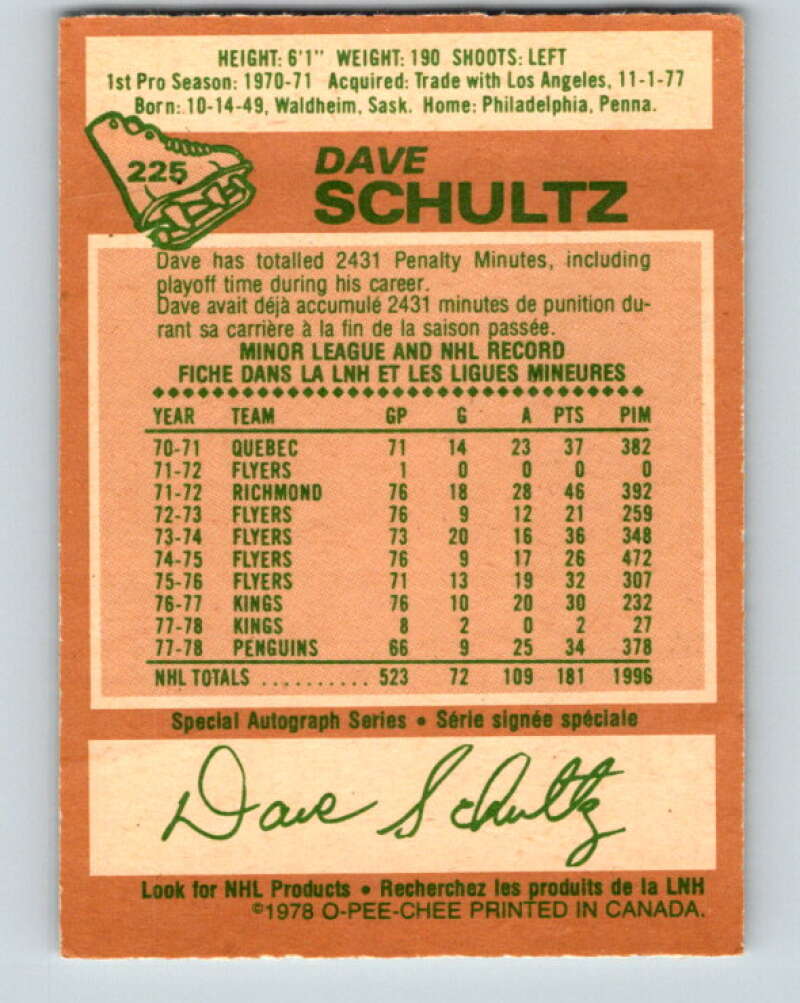 HEIGHT: 6'1" WEIGHT: 190 SHOOTS: LEFT
1st Pro Season: 1970-71 Acquired: Trade with Los Angeles, 11-1-77
Born: 10-14-49, Waldheim, Sask. Home: Philadelphia, Penna.
225
DAVE
SCHULTZ
Dave has totalled 2431 Penalty Minutes, including
playoff time during his career.
Dave avait déjà accumulé 2431 minutes de punition du-
rant sa carrière à la fin de la saison passée.
MINOR LEAGUE AND NHL RECORD
FICHE DANS LA LNH ET LES LIGUES MINEURES
YEAR TEAM GP G A PTS PIM
70-71 QUEBEC 71 14 23 37 382
71-72 FLYERS 1 0 0 0 0
71-72 RICHMOND 76 18 28 46 392
72-73 FLYERS 76 9 12 21 259
73-74 FLYERS 73 20 16 36 348
74-75 FLYERS 76 9 17 26 472
75-76 FLYERS 71 13 19 32 307
76-77 KINGS 76 10 20 30 232
77-78 KINGS 8 2 0 2 27
77-78 PENGUINS 66 9 25 34 378
NHL TOTALS .......... 523 72 109 181 1996
Special Autograph Series • Série signée spéciale
Dave Schultz
Look for NHL Products • Recherchez les produits de la LNH
©1978 O-PEE-CHEE PRINTED IN CANADA.